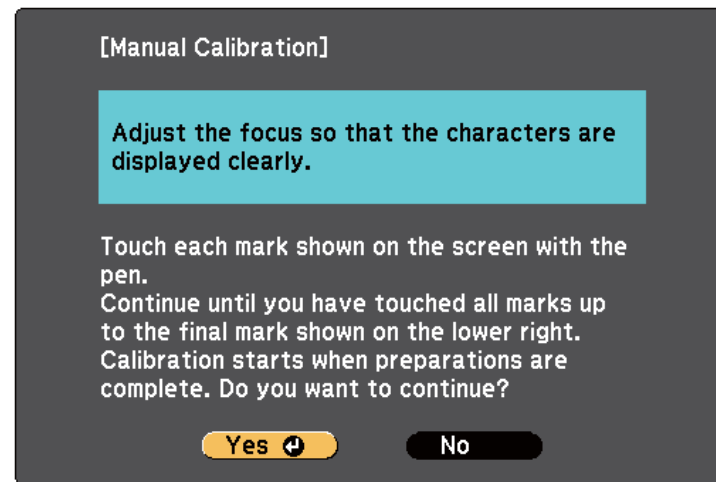 [Manual Calibration]
Adjust the focus so that the characters are
displayed clearly.
Touch each mark shown on the screen with the
pen.
Continue until you have touched all marks up
to the final mark shown on the lower right.
Calibration starts when preparations are
complete. Do you want to continue?
Yes No